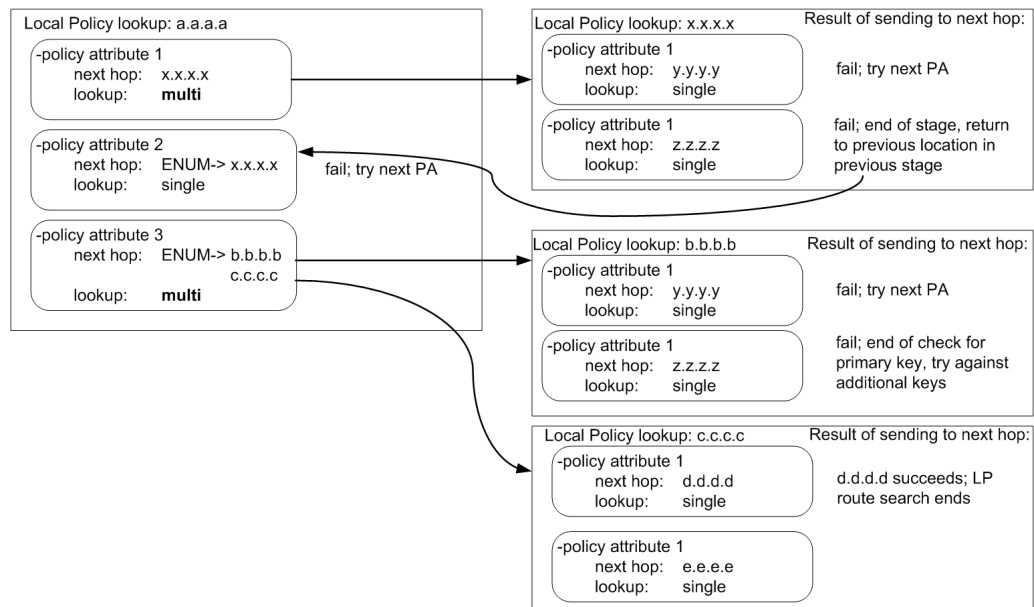 Local Policy lookup: a.a.a.a
-policy attribute 1
next hop: x.x.x.x
lookup: multi
-policy attribute 2
next hop: ENUM-> x.x.x.x
lookup: single
-policy attribute 3
next hop: ENUM-> b.b.b.b
c.c.c.c
lookup: multi
fail; try next PA
Local Policy lookup: x.x.x.x
Result of sending to next hop:
-policy attribute 1
next hop: y.y.y.y
lookup: single
fail; try next PA
-policy attribute 1
next hop: z.z.z.z
lookup: single
fail; end of stage, return
to previous location in
previous stage
Local Policy lookup: b.b.b.b
Result of sending to next hop:
-policy attribute 1
next hop: y.y.y.y
lookup: single
fail; try next PA
-policy attribute 1
next hop: z.z.z.z
lookup: single
fail; end of check for
primary key, try against
additional keys
Local Policy lookup: c.c.c.c
Result of sending to next hop:
-policy attribute 1
next hop: d.d.d.d
lookup: single
d.d.d.d succeeds; LP
route search ends
-policy attribute 1
next hop: e.e.e.e
lookup: single